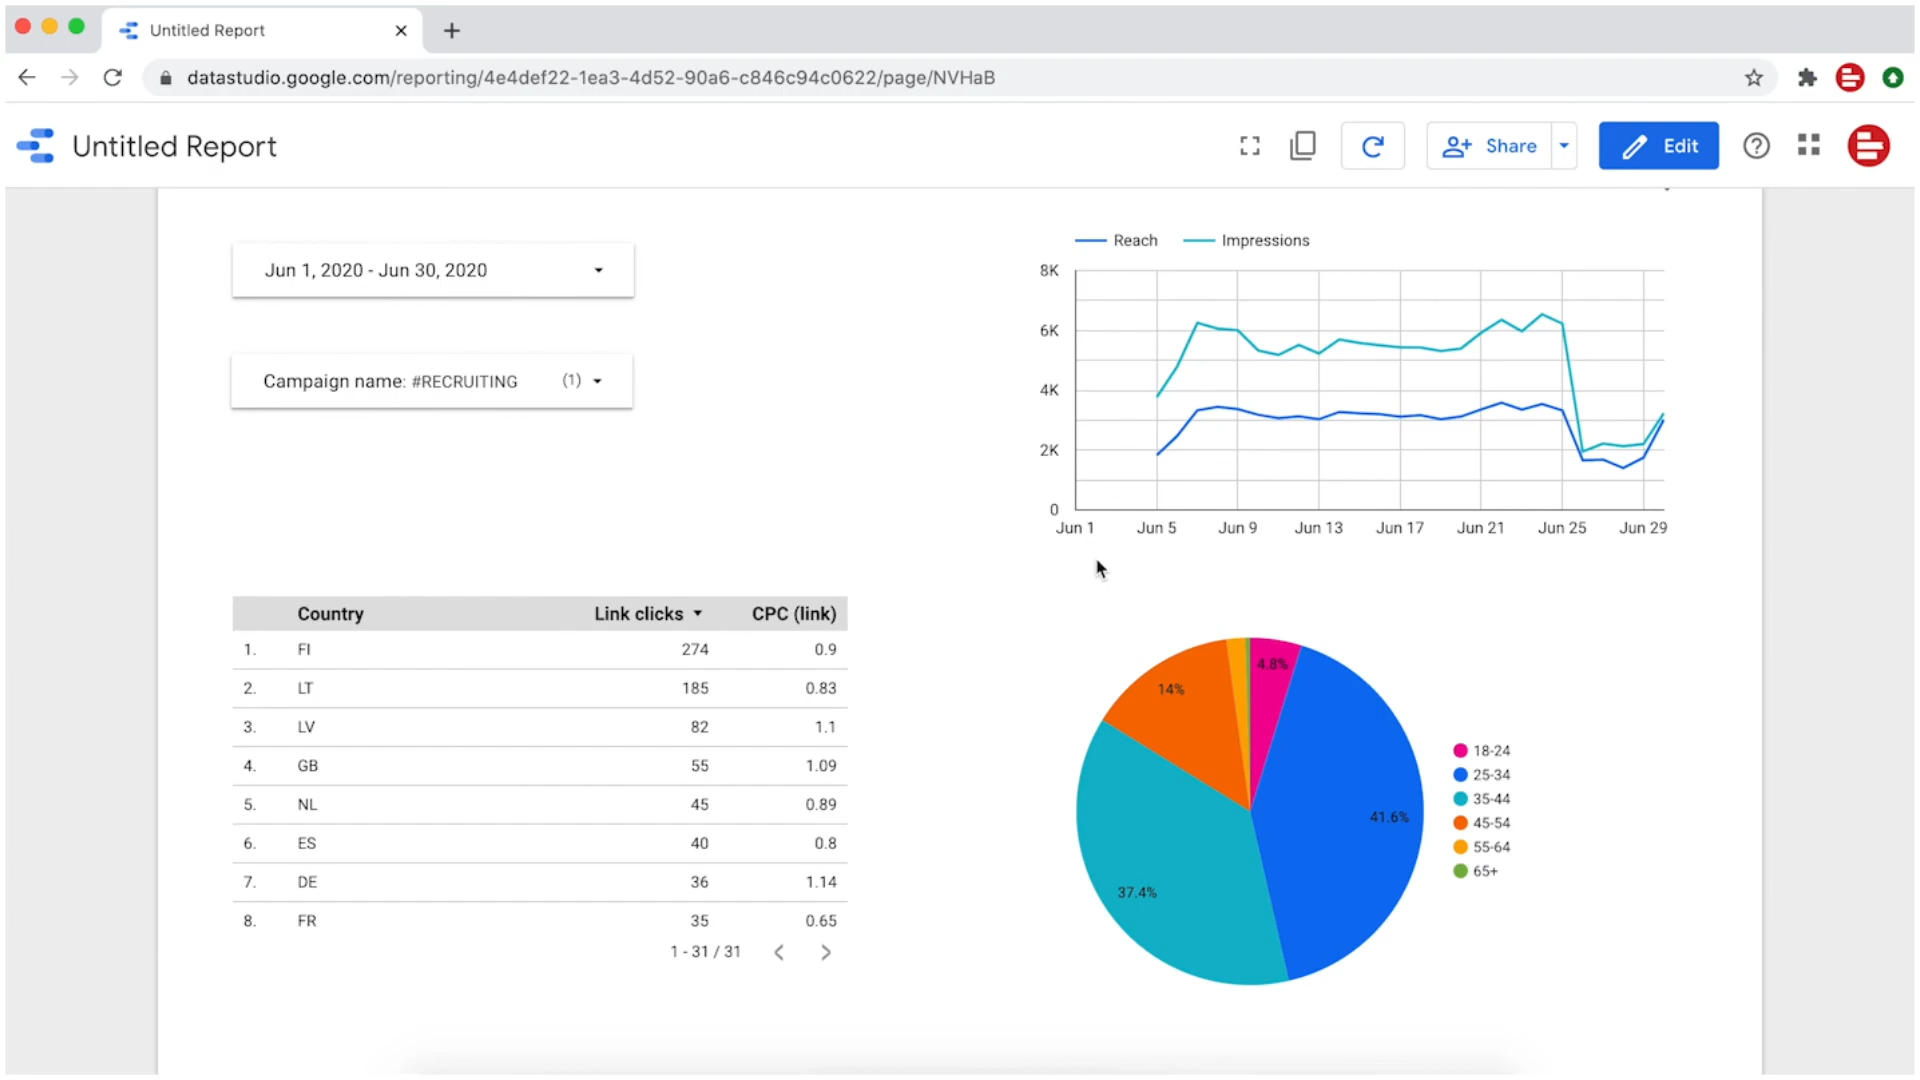 Untitled Report
datastudio.google.com/reporting/4e4def22-1ea3-4d52-90a6-c846c94c0622/page/NVHaB
Untitled Report
Share
Edit
Jun 1, 2020 - Jun 30, 2020
Campaign name: #RECRUITING (1)
Reach Impressions
8K
6K
4K
2K
0
Jun 1 Jun 5 Jun 9 Jun 13 Jun 17 Jun 21 Jun 25 Jun 29
Country Link clicks CPC (link)
1. FI 274 0.9
2. LT 185 0.83
3. LV 82 1.1
4. GB 55 1.09
5. NL 45 0.89
6. ES 40 0.8
7. DE 36 1.14
8. FR 35 0.65
1 - 31 / 31
4.8%
14%
41.6%
37.4%
18-24
25-34
35-44
45-54
55-64
65+